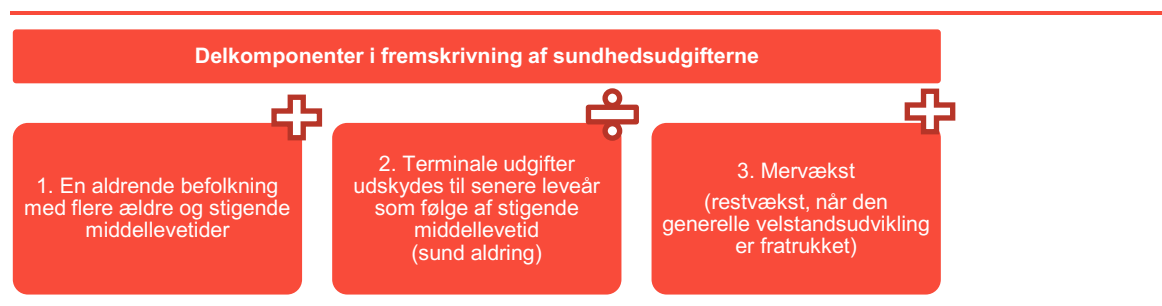 Delkomponenter i fremskrivning af sundhedsudgifterne
1. En aldrende befolkning
med flere ældre og stigende
middellevetider
2. Terminale udgifter
udskydes til senere leveår
som følge af stigende
middellevetid
(sund aldring)
3. Mervækst
(restvækst, når den
generelle velstandsudvikling
er fratrukket)